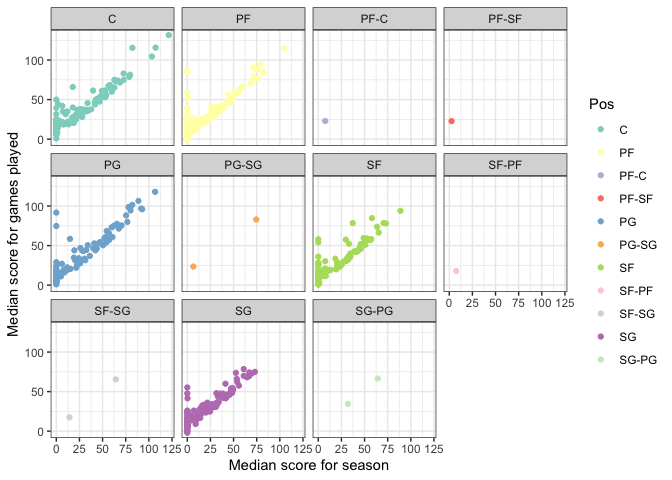 C PF PF-C PF-SF
100
50
0
PG PG-SG SF SF-PF
100
50
0
0 25 50 75 100 125
SF-SG SG SG-PG
100
50
0
0 25 50 75 100 125 0 25 50 75 100 125 0 25 50 75 100 125
Median score for season
Median score for games played
Pos
C
PF
PF-C
PF-SF
PG
PG-SG
SF
SF-PF
SF-SG
SG
SG-PG